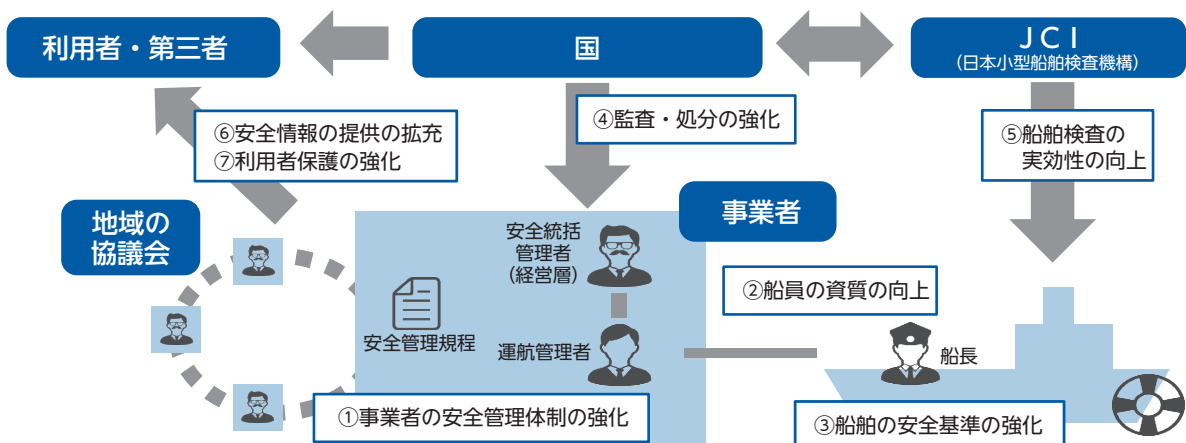 利用者・第三者
国
JCI
(日本小型船舶検査機構)
⑥安全情報の提供の拡充
⑦利用者保護の強化
④監査・処分の強化
⑤船舶検査の
実効性の向上
地域の
協議会
事業者
安全統括
管理者
(経営層)
安全管理規程
運航管理者
②船員の資質の向上
船長
①事業者の安全管理体制の強化
③船舶の安全基準の強化